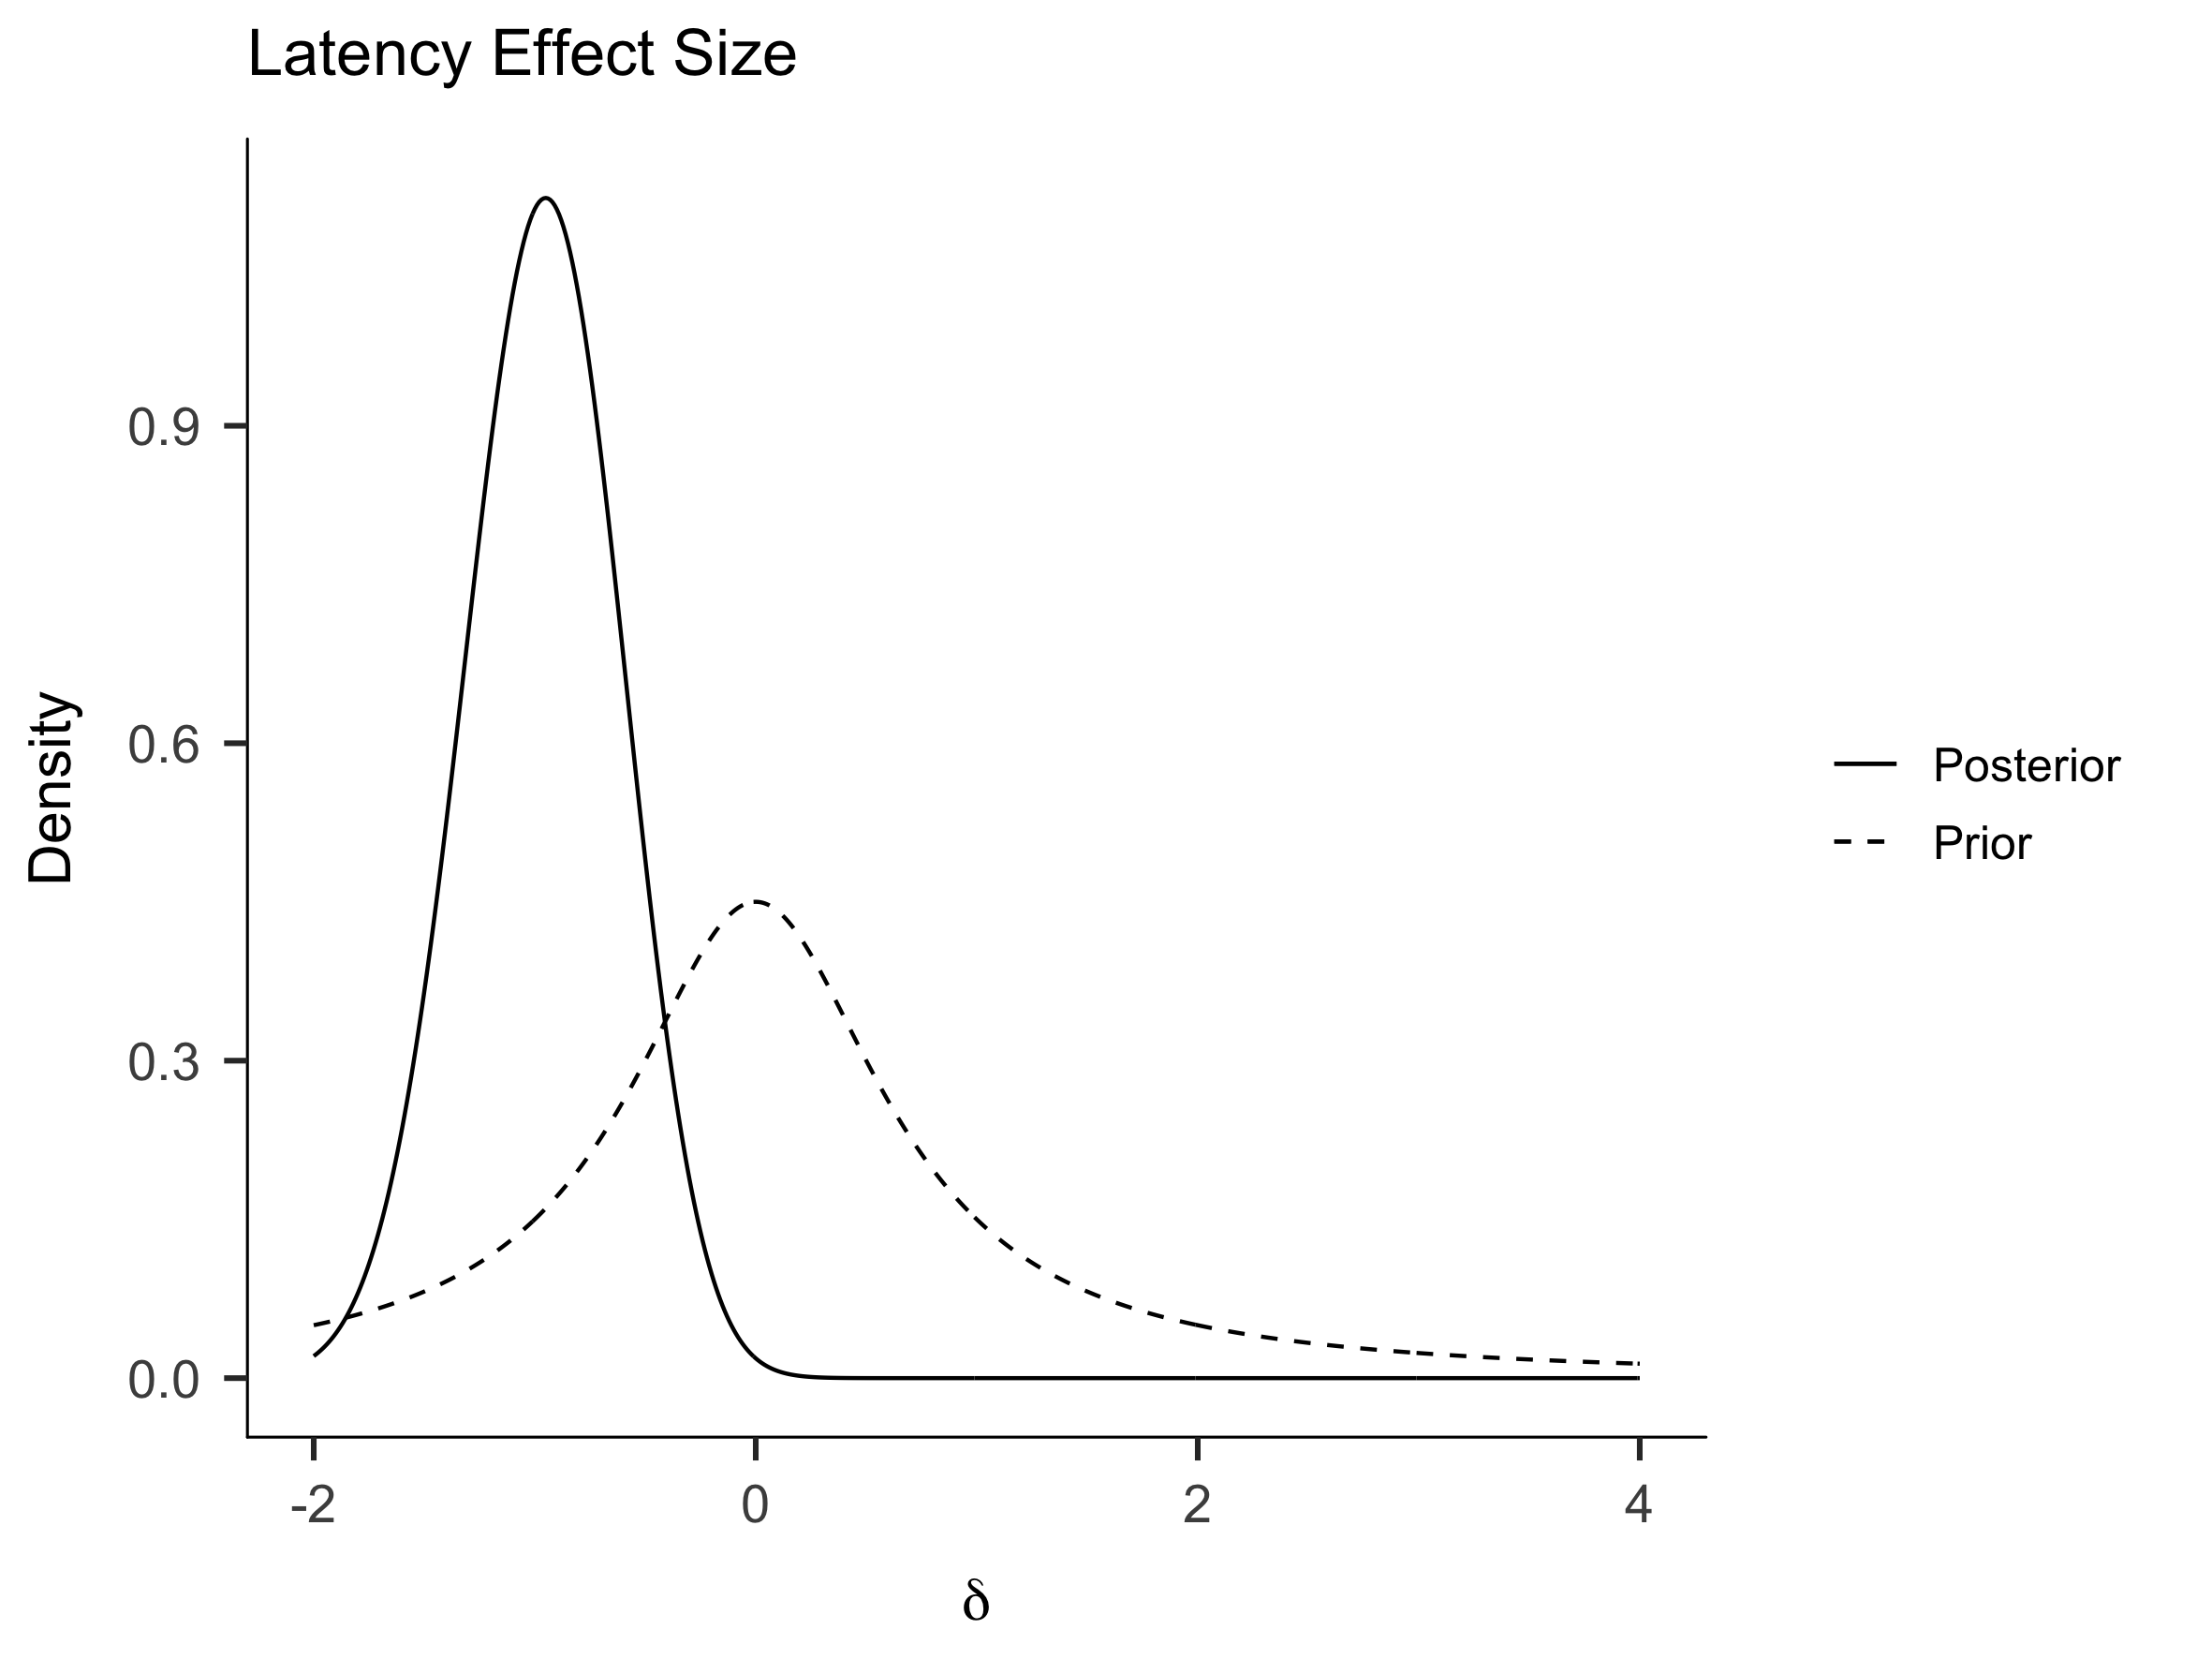 Latency Effect Size
Density
0.9
0.6
0.3
0.0
-2 0 2 4
δ
Posterior
Prior